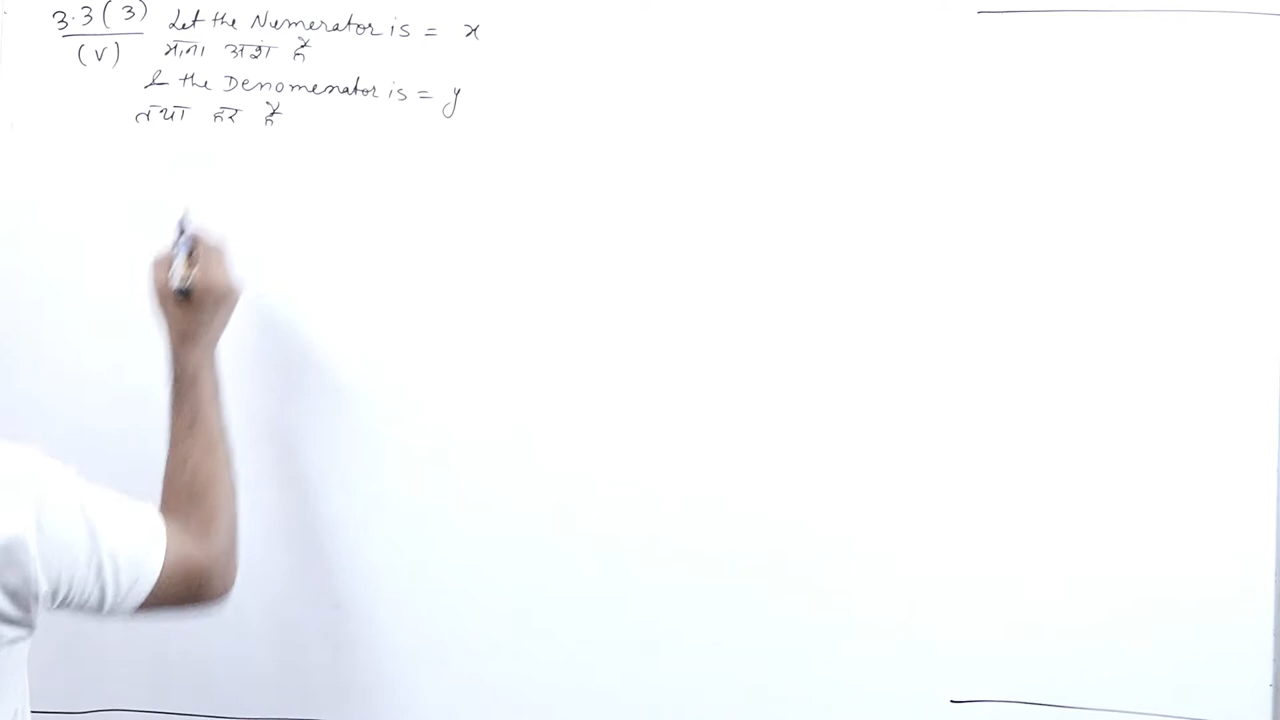 3.3 ( 3) Let the Numerator is = x
(v) माना अंश है
& the Denomenator is = y
तथा हर है